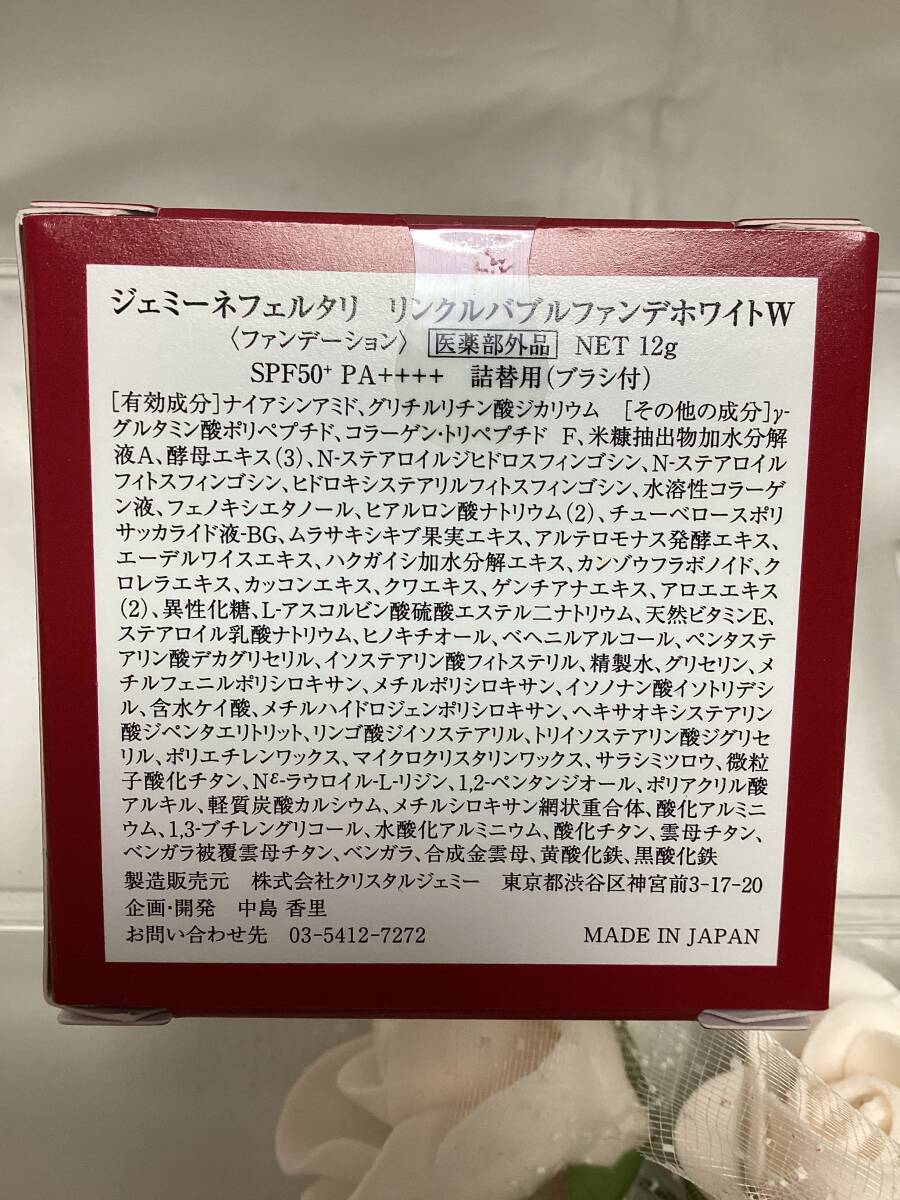 ジェミーネフェルタリ　リンクルバブルファンデホワイトW
〈ファンデーション〉 医薬部外品 NET 12g
SPF50⁺ PA++++　詰替用(ブラシ付)
[有効成分]ナイアシンアミド、グリチルリチン酸ジカリウム　[その他の成分]γ-
グルタミン酸ポリペプチド、コラーゲン・トリペプチド F、米糠抽出物加水分解
液A、酵母エキス(3)、N-ステアロイルジヒドロスフィンゴシン、N-ステアロイル
フィトスフィンゴシン、ヒドロキシステアリルフィトスフィンゴシン、水溶性コラーゲ
ン液、フェノキシエタノール、ヒアルロン酸ナトリウム(2)、チューベロースポリ
サッカライド液-BG、ムラサキシキブ果実エキス、アルテロモナス発酵エキス、
エーデルワイスエキス、ハクガイシ加水分解エキス、カンゾウフラボノイド、ク
ロレラエキス、カッコンエキス、クワエキス、ゲンチアナエキス、アロエエキス
(2)、異性化糖、L-アスコルビン酸硫酸エステル二ナトリウム、天然ビタミンE、
ステアロイル乳酸ナトリウム、ヒノキチオール、ベヘニルアルコール、ペンタステ
アリン酸デカグリセリル、イソステアリン酸フィトステリル、精製水、グリセリン、メ
チルフェニルポリシロキサン、メチルポリシロキサン、イソノナン酸イソトリデシ
ル、含水ケイ酸、メチルハイドロジェンポリシロキサン、ヘキサオキシステアリン
酸ジペンタエリトリット、リンゴ酸ジイソステアリル、トリイソステアリン酸ジグリセ
リル、ポリエチレンワックス、マイクロクリスタリンワックス、サラシミツロウ、微粒
子酸化チタン、Nε-ラウロイル-L-リジン、1,2-ペンタンジオール、ポリアクリル酸
アルキル、軽質炭酸カルシウム、メチルシロキサン網状重合体、酸化アルミニ
ウム、1,3-ブチレングリコール、水酸化アルミニウム、酸化チタン、雲母チタン、
ベンガラ被覆雲母チタン、ベンガラ、合成金雲母、黄酸化鉄、黒酸化鉄
製造販売元　株式会社クリスタルジェミー　東京都渋谷区神宮前3-17-20
企画・開発　中島 香里
お問い合わせ先　03-5412-7272　MADE IN JAPAN